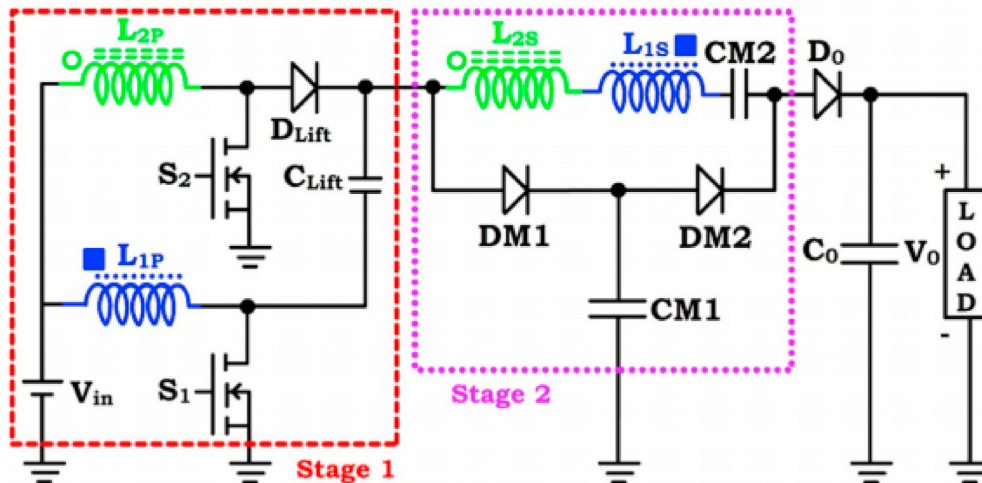 L2P
L2S
L1S
CM2
D0
DLift
S2
CLift
DM1
DM2
L1P
C0
V0
+
LOAD
-
CM1
Vin
S1
Stage 2
Stage 1